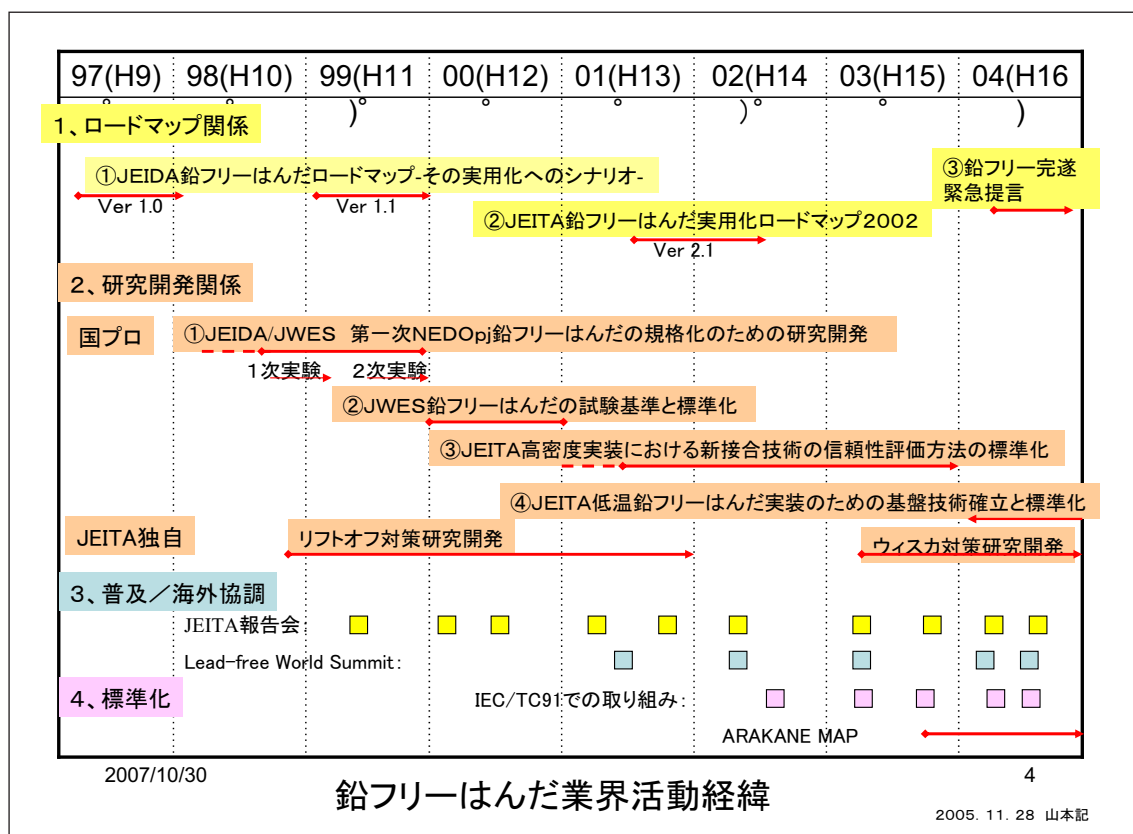 97(H9) 98(H10) 99(H11 00(H12) 01(H13) 02(H14 03(H15) 04(H16
° ° )° ° ° )° ° )
1、ロードマップ関係
①JEIDA鉛フリーはんだロードマップ-その実用化へのシナリオ-
Ver 1.0 Ver 1.1
③鉛フリー完遂
緊急提言
②JEITA鉛フリーはんだ実用化ロードマップ2002
Ver 2.1
2、研究開発関係
国プロ ①JEIDA/JWES 第一次NEDOpj鉛フリーはんだの規格化のための研究開発
1次実験 2次実験
②JWES鉛フリーはんだの試験基準と標準化
③JEITA高密度実装における新接合技術の信頼性評価方法の標準化
④JEITA低温鉛フリーはんだ実装のための基盤技術確立と標準化
JEITA独自 リフトオフ対策研究開発 ウィスカ対策研究開発
3、普及/海外協調
JEITA報告会:
Lead-free World Summit:
4、標準化 IEC/TC91での取り組み:
ARAKANE MAP
2007/10/30 鉛フリーはんだ業界活動経緯 4
2005. 11. 28 山本記